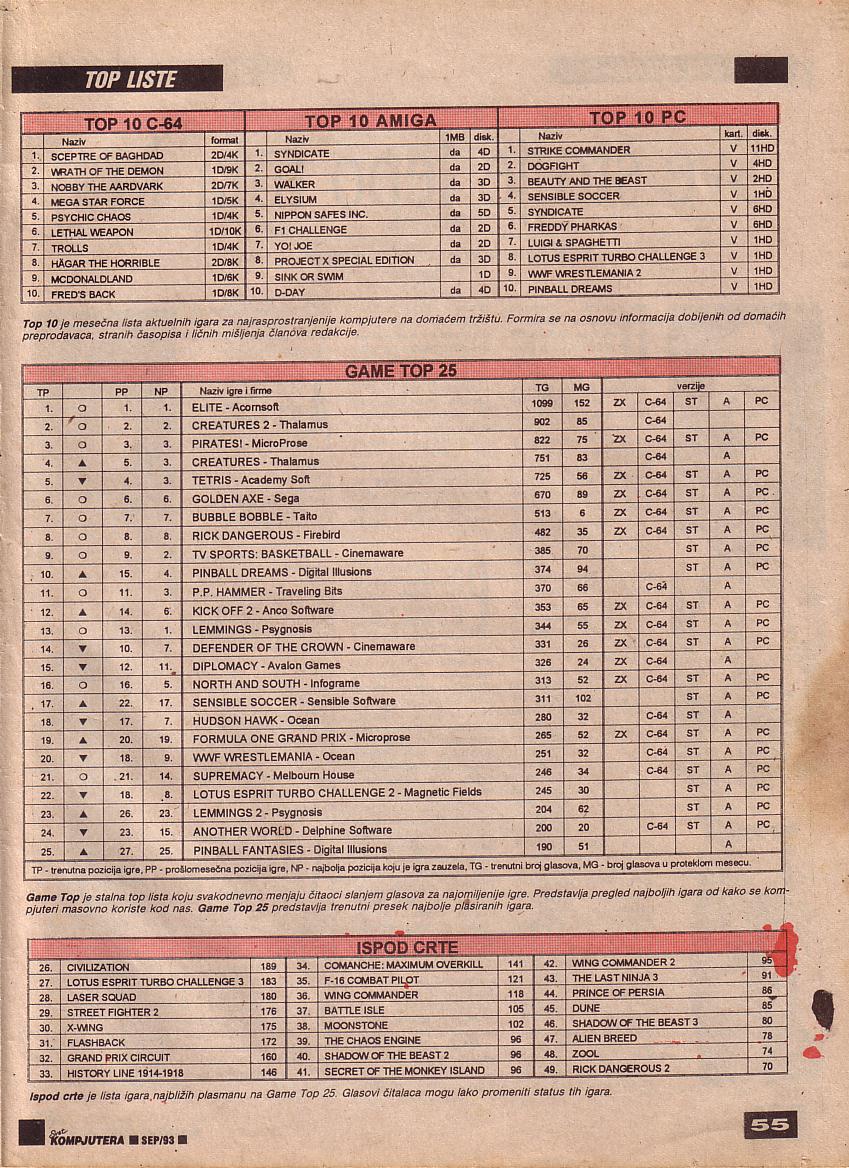 TOP LISTE
TOP 10 C-64
Naziv format
1. SCEPTRE OF BAGHDAD 2D/4K
2. WRATH OF THE DEMON 1D/9K
3. NOBBY THE AARDVARK 2D/7K
4. MEGA STAR FORCE 1D/5K
5. PSYCHIC CHAOS 1D/4K
6. LETHAL WEAPON 1D/10K
7. TROLLS 1D/4K
8. HÄGAR THE HORRIBLE 2D/8K
9. MCDONALDLAND 1D/6K
10. FRED'S BACK 1D/8K
TOP 10 AMIGA
Naziv 1MB disk.
1. SYNDICATE da 4D
2. GOAL! da 2D
3. WALKER da 3D
4. ELYSIUM da 3D
5. NIPPON SAFES INC. da 5D
6. F1 CHALLENGE da 2D
7. YO! JOE da 2D
8. PROJECT X SPECIAL EDITION da 3D
9. SINK OR SWIM 1D
10. D-DAY da 4D
TOP 10 PC
Naziv kart. disk.
1. STRIKE COMMANDER V 11HD
2. DOGFIGHT V 4HD
3. BEAUTY AND THE BEAST V 2HD
4. SENSIBLE SOCCER V 1HD
5. SYNDICATE V 6HD
6. FREDDY PHARKAS V 6HD
7. LUIGI & SPAGHETTI V 1HD
8. LOTUS ESPRIT TURBO CHALLENGE 3 V 1HD
9. WWF WRESTLEMANIA 2 V 1HD
10. PINBALL DREAMS V 1HD
Top 10 je mesečna lista aktuelnih igara za najrasprostranjenije kompjutere na domaćem tržištu. Formira se na osnovu informacija dobijenih od domaćih
preprodavaca, stranih časopisa i ličnih mišljenja članova redakcije.
GAME TOP 25
TP PP NP Naziv igre i firme TG MG verzije
1. O 1. 1. ELITE - Acornsoft 1099 152 ZX C-64 ST A PC
2. O 2. 2. CREATURES 2 - Thalamus 902 85 C-64
3. O 3. 3. PIRATES! - MicroProse 822 75 ZX C-64 ST A PC
4. ▲ 5. 3. CREATURES - Thalamus 751 83 C-64 A
5. ▼ 4. 3. TETRIS - Academy Soft 725 56 ZX C-64 ST A PC
6. O 6. 6. GOLDEN AXE - Sega 670 89 ZX C-64 ST A PC
7. O 7. 7. BUBBLE BOBBLE - Taito 513 6 ZX C-64 ST A PC
8. O 8. 8. RICK DANGEROUS - Firebird 482 35 ZX C-64 ST A PC
9. O 9. 2. TV SPORTS: BASKETBALL - Cinemaware 385 70 ST A PC
10. ▲ 15. 4. PINBALL DREAMS - Digital Illusions 374 94 ST A PC
11. O 11. 3. P.P. HAMMER - Traveling Bits 370 66 C-64 A
12. ▲ 14. 6. KICK OFF 2 - Anco Software 353 65 ZX C-64 ST A PC
13. O 13. 1. LEMMINGS - Psygnosis 344 55 ZX C-64 ST A PC
14. ▼ 10. 7. DEFENDER OF THE CROWN - Cinemaware 331 26 ZX C-64 ST A PC
15. ▼ 12. 11. DIPLOMACY - Avalon Games 326 24 ZX C-64 A
16. O 16. 5. NORTH AND SOUTH - Infograme 313 52 ZX C-64 ST A PC
17. ▲ 22. 17. SENSIBLE SOCCER - Sensible Software 311 102 ST A PC
18. ▼ 17. 7. HUDSON HAWK - Ocean 280 32 C-64 ST A
19. ▲ 20. 19. FORMULA ONE GRAND PRIX - Microprose 265 52 ZX C-64 ST A PC
20. ▼ 18. 9. WWF WRESTLEMANIA - Ocean 251 32 C-64 ST A PC
21. O 21. 14. SUPREMACY - Melbourn House 246 34 C-64 ST A PC
22. ▼ 18. 8. LOTUS ESPRIT TURBO CHALLENGE 2 - Magnetic Fields 245 30 ST A PC
23. ▲ 26. 23. LEMMINGS 2 - Psygnosis 204 62 ST A PC
24. ▼ 23. 15. ANOTHER WORLD - Delphine Software 200 20 C-64 ST A PC
25. ▲ 27. 25. PINBALL FANTASIES - Digital Illusions 190 51 A
TP - trenutna pozicija igre, PP - prošlomesečna pozicija igre, NP - najbolja pozicija koju je igra zauzela, TG - trenutni broj glasova, MG - broj glasova u proteklom mesecu.
Game Top je stalna top lista koju svakodnevno menjaju čitaoci slanjem glasova za najomiljenije igre. Predstavlja pregled najboljih igara od kako se kom-
pjuteri masovno koriste kod nas. Game Top 25 predstavlja trenutni presek najbolje plasiranih igara.
ISPOD CRTE
26. CIVILIZATION 189
27. LOTUS ESPRIT TURBO CHALLENGE 3 183
28. LASER SQUAD 180
29. STREET FIGHTER 2 176
30. X-WING 175
31. FLASHBACK 172
32. GRAND PRIX CIRCUIT 160
33. HISTORY LINE 1914-1918 146
34. COMANCHE: MAXIMUM OVERKILL 141
35. F-16 COMBAT PILOT 121
36. WING COMMANDER 118
37. BATTLE ISLE 105
38. MOONSTONE 102
39. THE CHAOS ENGINE 96
40. SHADOW OF THE BEAST 2 96
41. SECRET OF THE MONKEY ISLAND 96
42. WING COMMANDER 2 95
43. THE LAST NINJA 3 91
44. PRINCE OF PERSIA 86
45. DUNE 85
46. SHADOW OF THE BEAST 3 80
47. ALIEN BREED 78
48. ZOOL 74
49. RICK DANGEROUS 2 70
Ispod crte je lista igara najbližih plasmanu na Game Top 25. Glasovi čitalaca mogu lako promeniti status tih igara.
Svet KOMPJUTERA ■ SEP/93 ■
55